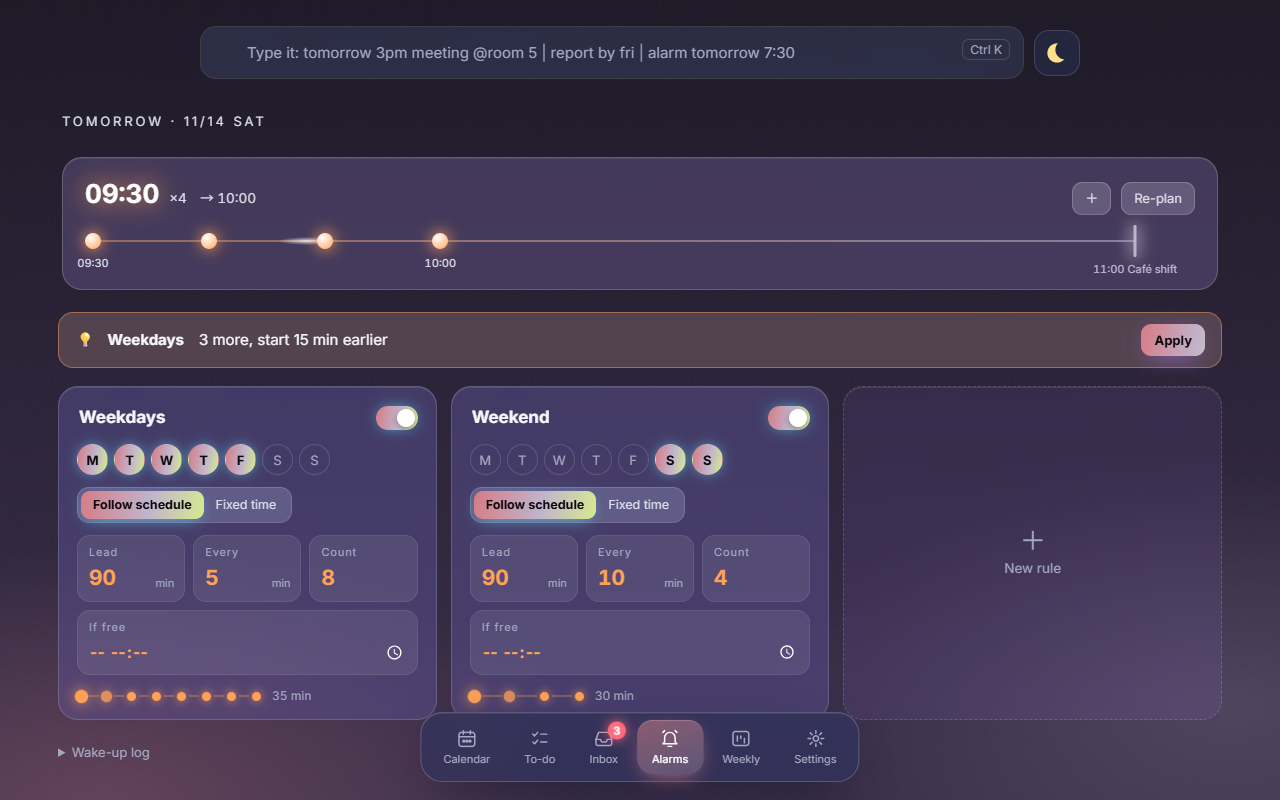 Type it: tomorrow 3pm meeting @room 5 | report by fri | alarm tomorrow 7:30
Ctrl K
TOMORROW · 11/14 SAT
09:30 ×4 → 10:00
+ Re-plan
09:30
10:00
11:00 Café shift
Weekdays 3 more, start 15 min earlier
Apply
Weekdays
M T W T F S S
Follow schedule Fixed time
Lead
90 min
Every
5 min
Count
8
If free
-- --:--
35 min
Weekend
M T W T F S S
Follow schedule Fixed time
Lead
90 min
Every
10 min
Count
4
If free
-- --:--
30 min
New rule
Wake-up log
Calendar
To-do
3
Inbox
Alarms
Weekly
Settings